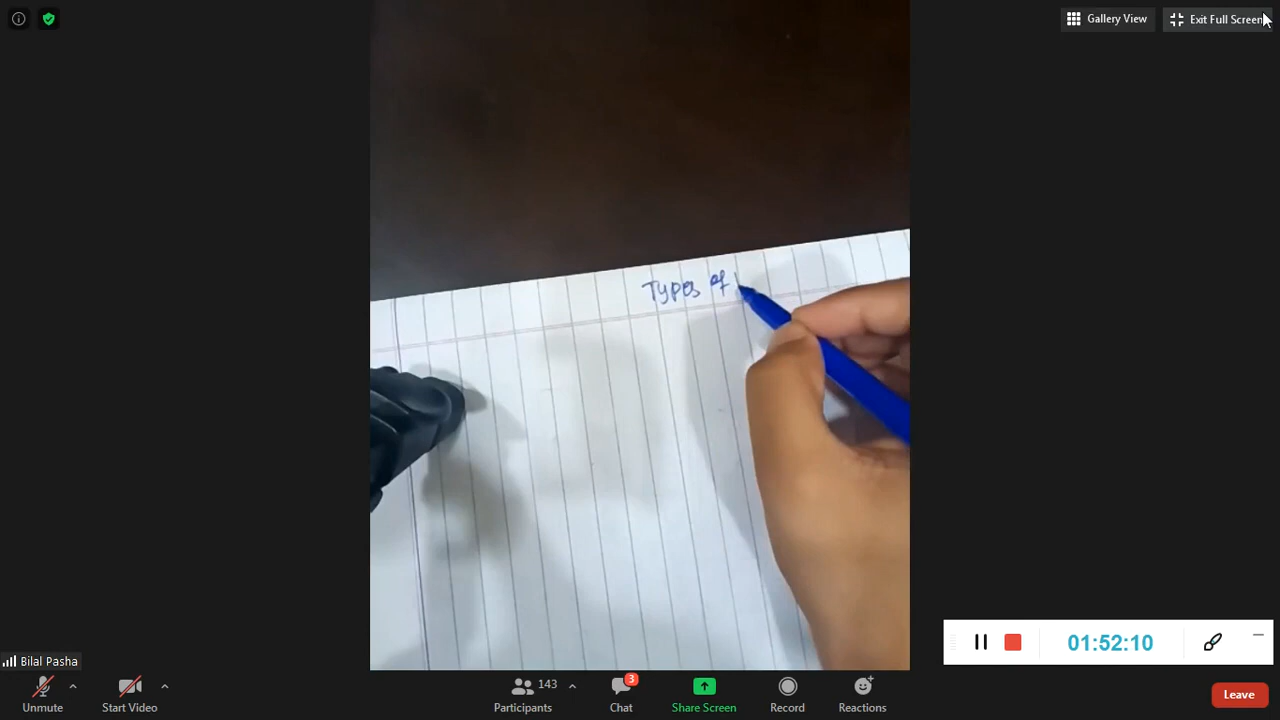 Gallery View
Exit Full Screen
Types of
01:52:10
Bilal Pasha
Unmute
Start Video
143
Participants
3
Chat
Share Screen
Record
Reactions
Leave